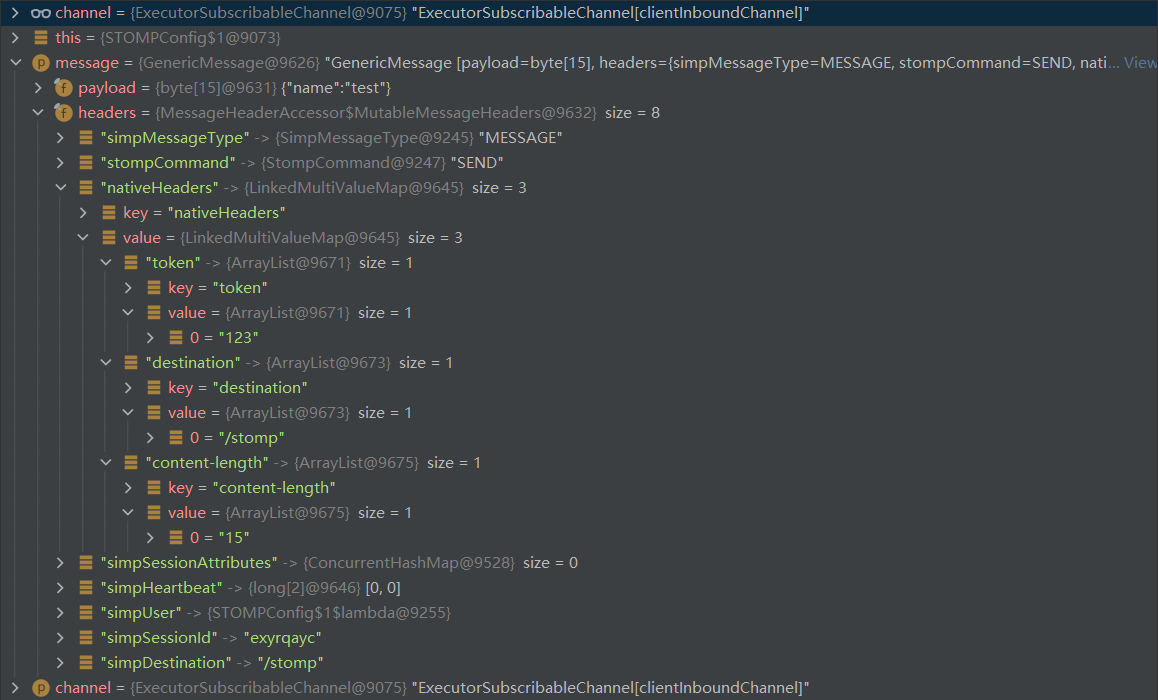 channel = {ExecutorSubscribableChannel@9075} "ExecutorSubscribableChannel[clientInboundChannel]"
this = {STOMPConfig$1@9073}
message = {GenericMessage@9626} "GenericMessage [payload=byte[15], headers={simpMessageType=MESSAGE, stompCommand=SEND, nati... View
payload = {byte[15]@9631} {"name":"test"}
headers = {MessageHeaderAccessor$MutableMessageHeaders@9632} size = 8
"simpMessageType" -> {SimpMessageType@9245} "MESSAGE"
"stompCommand" -> {StompCommand@9247} "SEND"
"nativeHeaders" -> {LinkedMultiValueMap@9645} size = 3
key = "nativeHeaders"
value = {LinkedMultiValueMap@9645} size = 3
"token" -> {ArrayList@9671} size = 1
key = "token"
value = {ArrayList@9671} size = 1
0 = "123"
"destination" -> {ArrayList@9673} size = 1
key = "destination"
value = {ArrayList@9673} size = 1
0 = "/stomp"
"content-length" -> {ArrayList@9675} size = 1
key = "content-length"
value = {ArrayList@9675} size = 1
0 = "15"
"simpSessionAttributes" -> {ConcurrentHashMap@9528} size = 0
"simpHeartbeat" -> {long[2]@9646} [0, 0]
"simpUser" -> {STOMPConfig$1$lambda@9255}
"simpSessionId" -> "exyrqayc"
"simpDestination" -> "/stomp"
channel = {ExecutorSubscribableChannel@9075} "ExecutorSubscribableChannel[clientInboundChannel]"